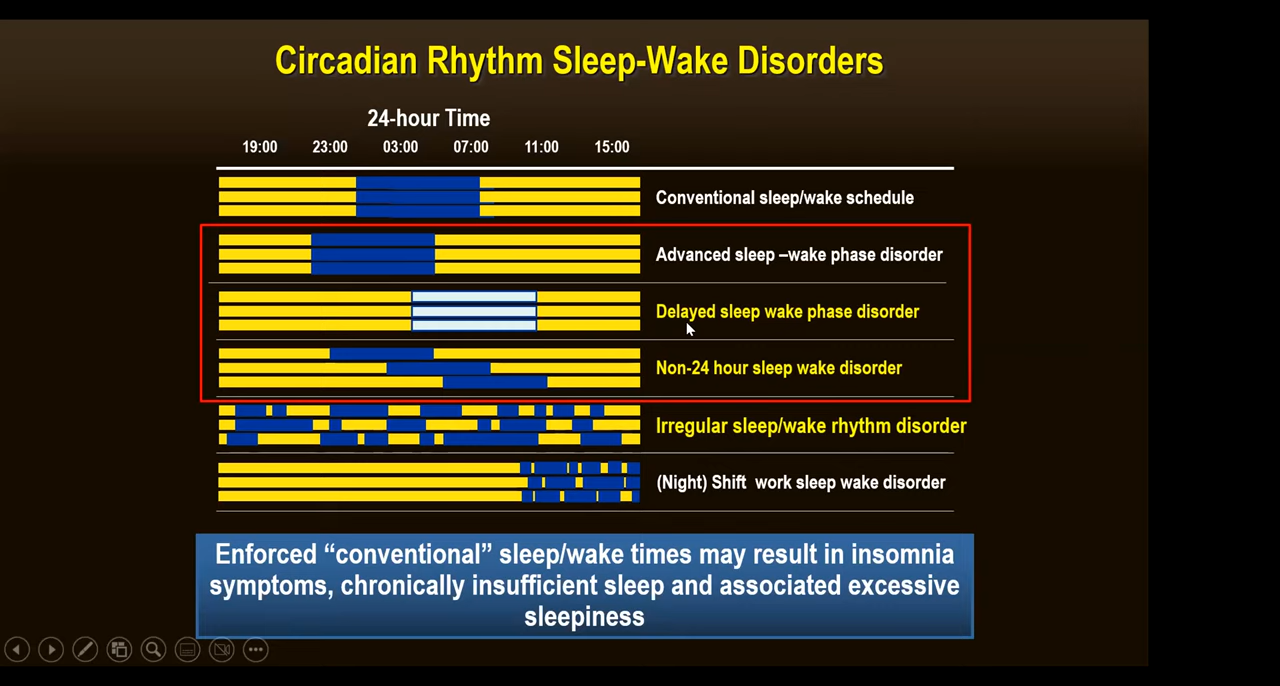 Circadian Rhythm Sleep-Wake Disorders
24-hour Time
19:00 23:00 03:00 07:00 11:00 15:00
Conventional sleep/wake schedule
Advanced sleep –wake phase disorder
Delayed sleep wake phase disorder
Non-24 hour sleep wake disorder
Irregular sleep/wake rhythm disorder
(Night) Shift work sleep wake disorder
Enforced “conventional” sleep/wake times may result in insomnia
symptoms, chronically insufficient sleep and associated excessive
sleepiness